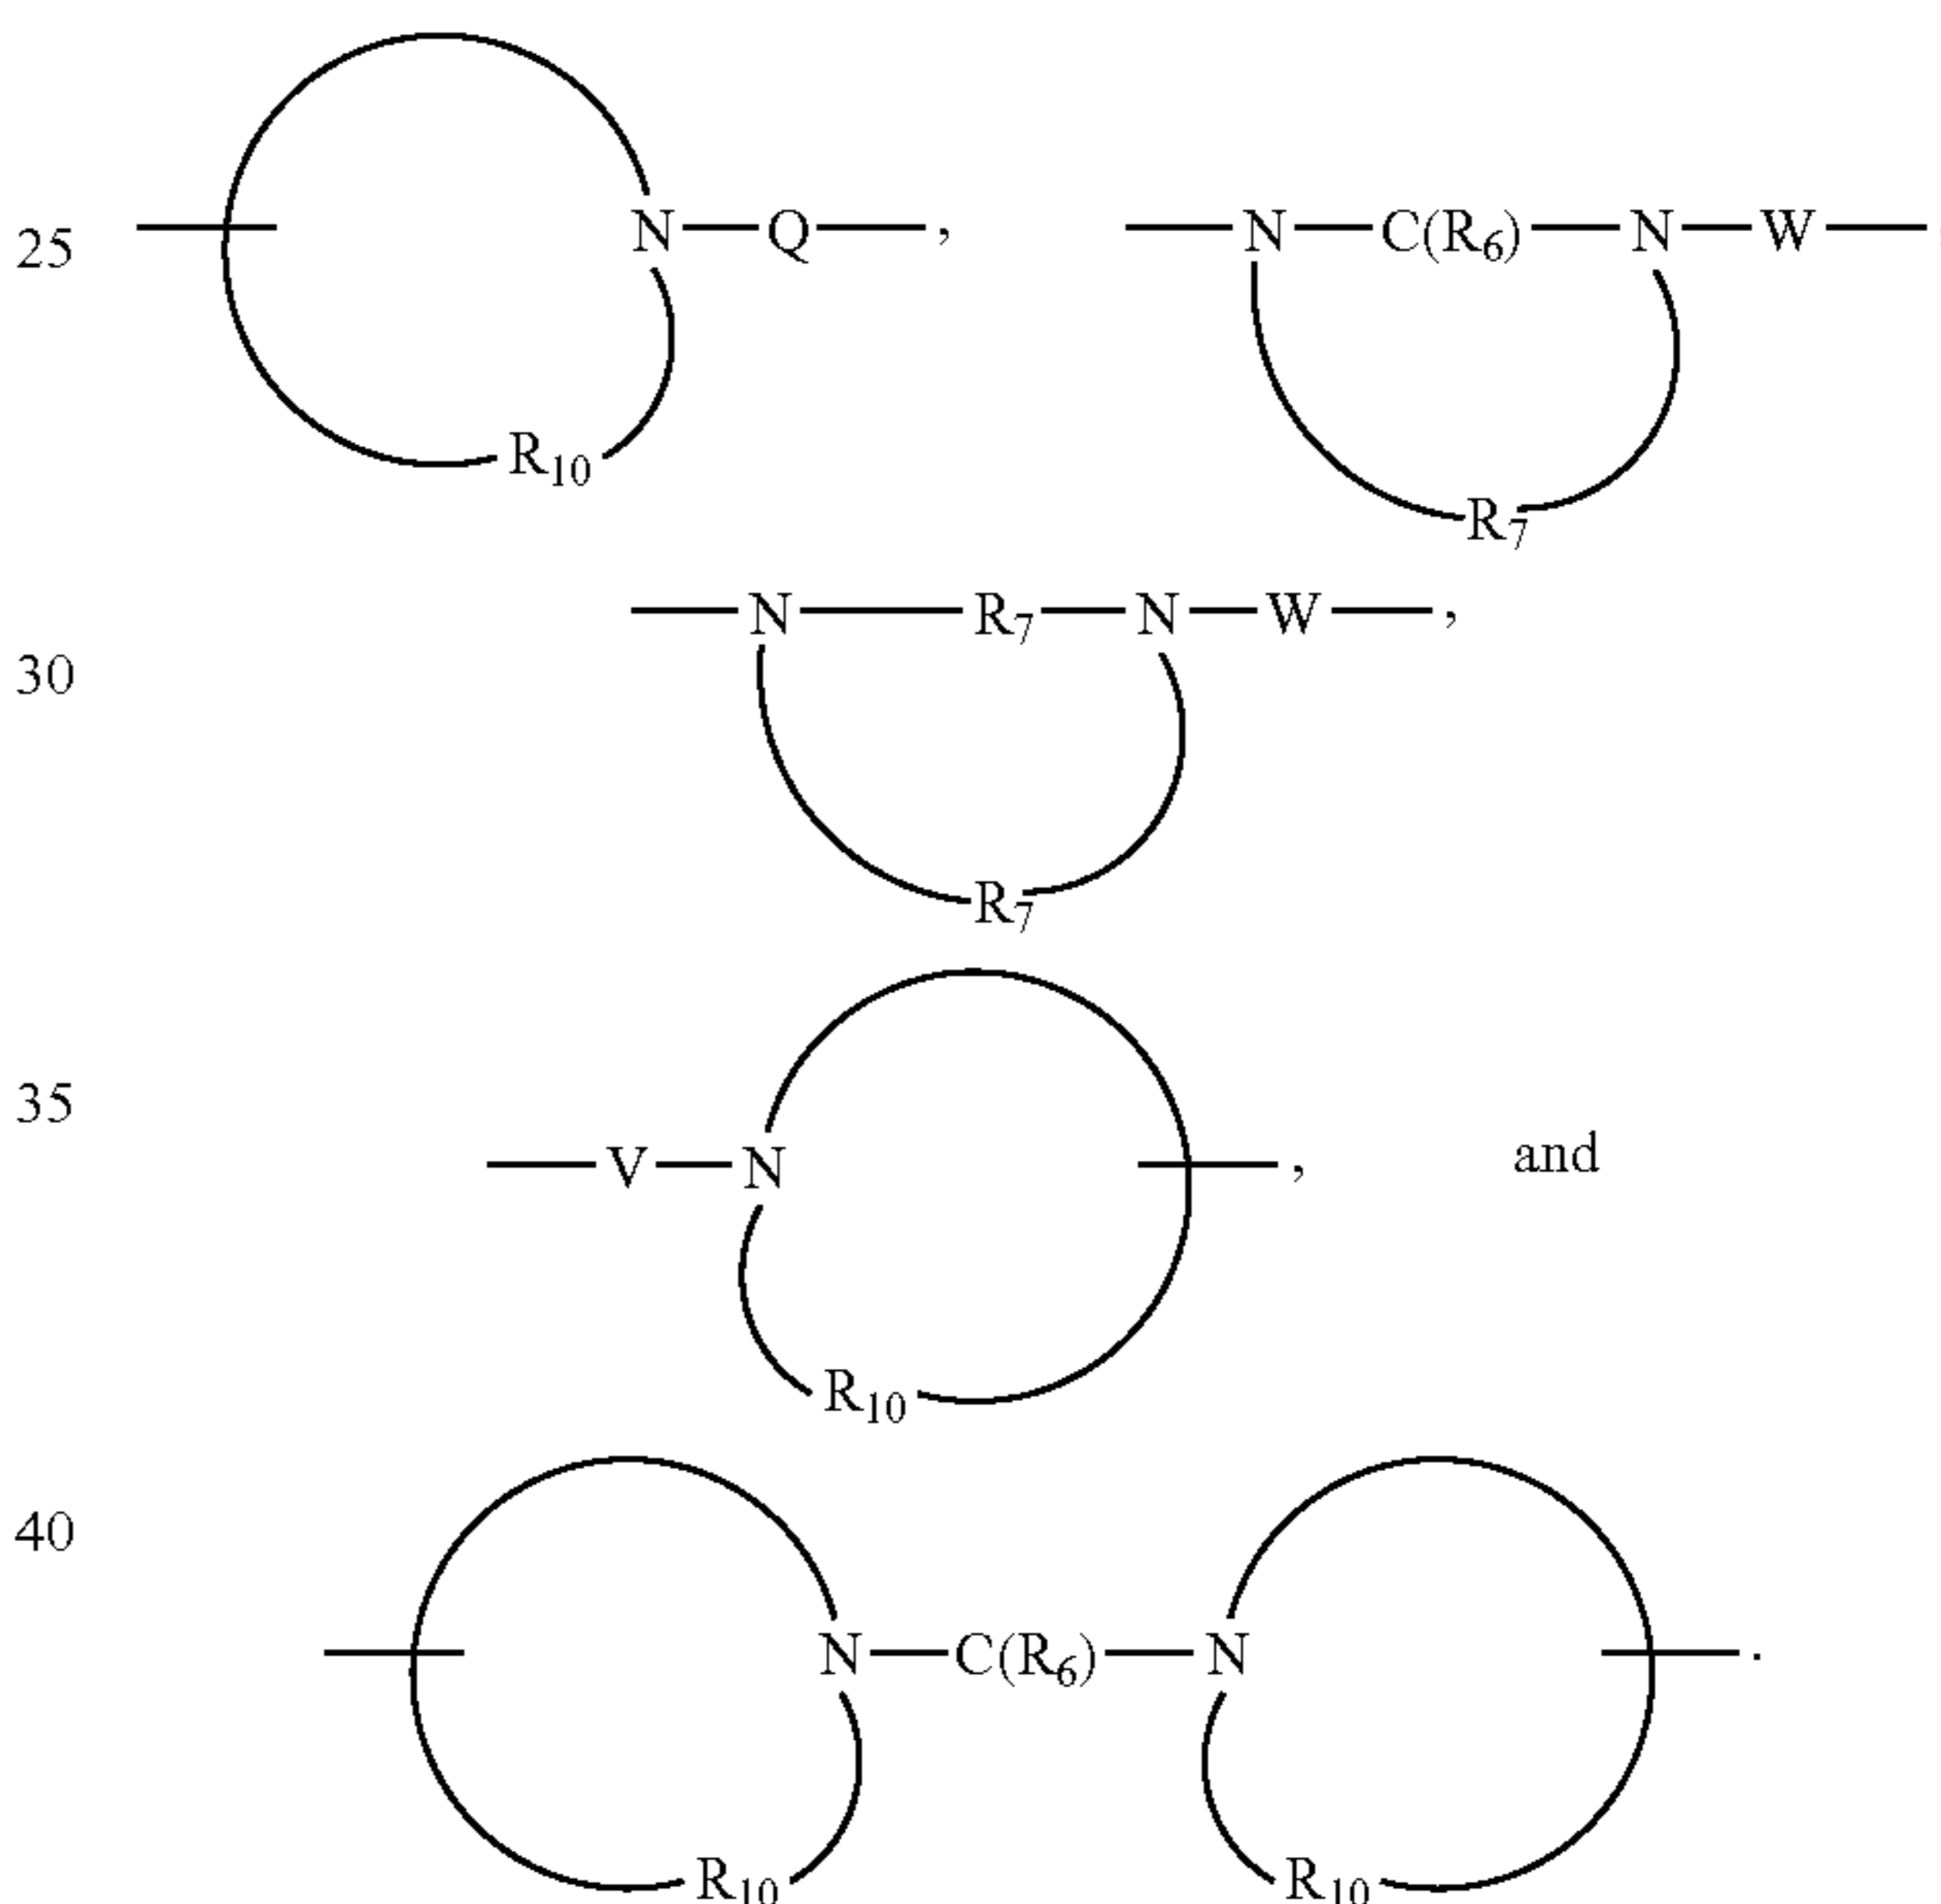 25 N—Q—, —N—C(R6)—N—W—
R10
R7
—N—R7—N—W—,
30
R7
35 —V—N —, and
R10
40
N—C(R6)—N —.
R10 R10